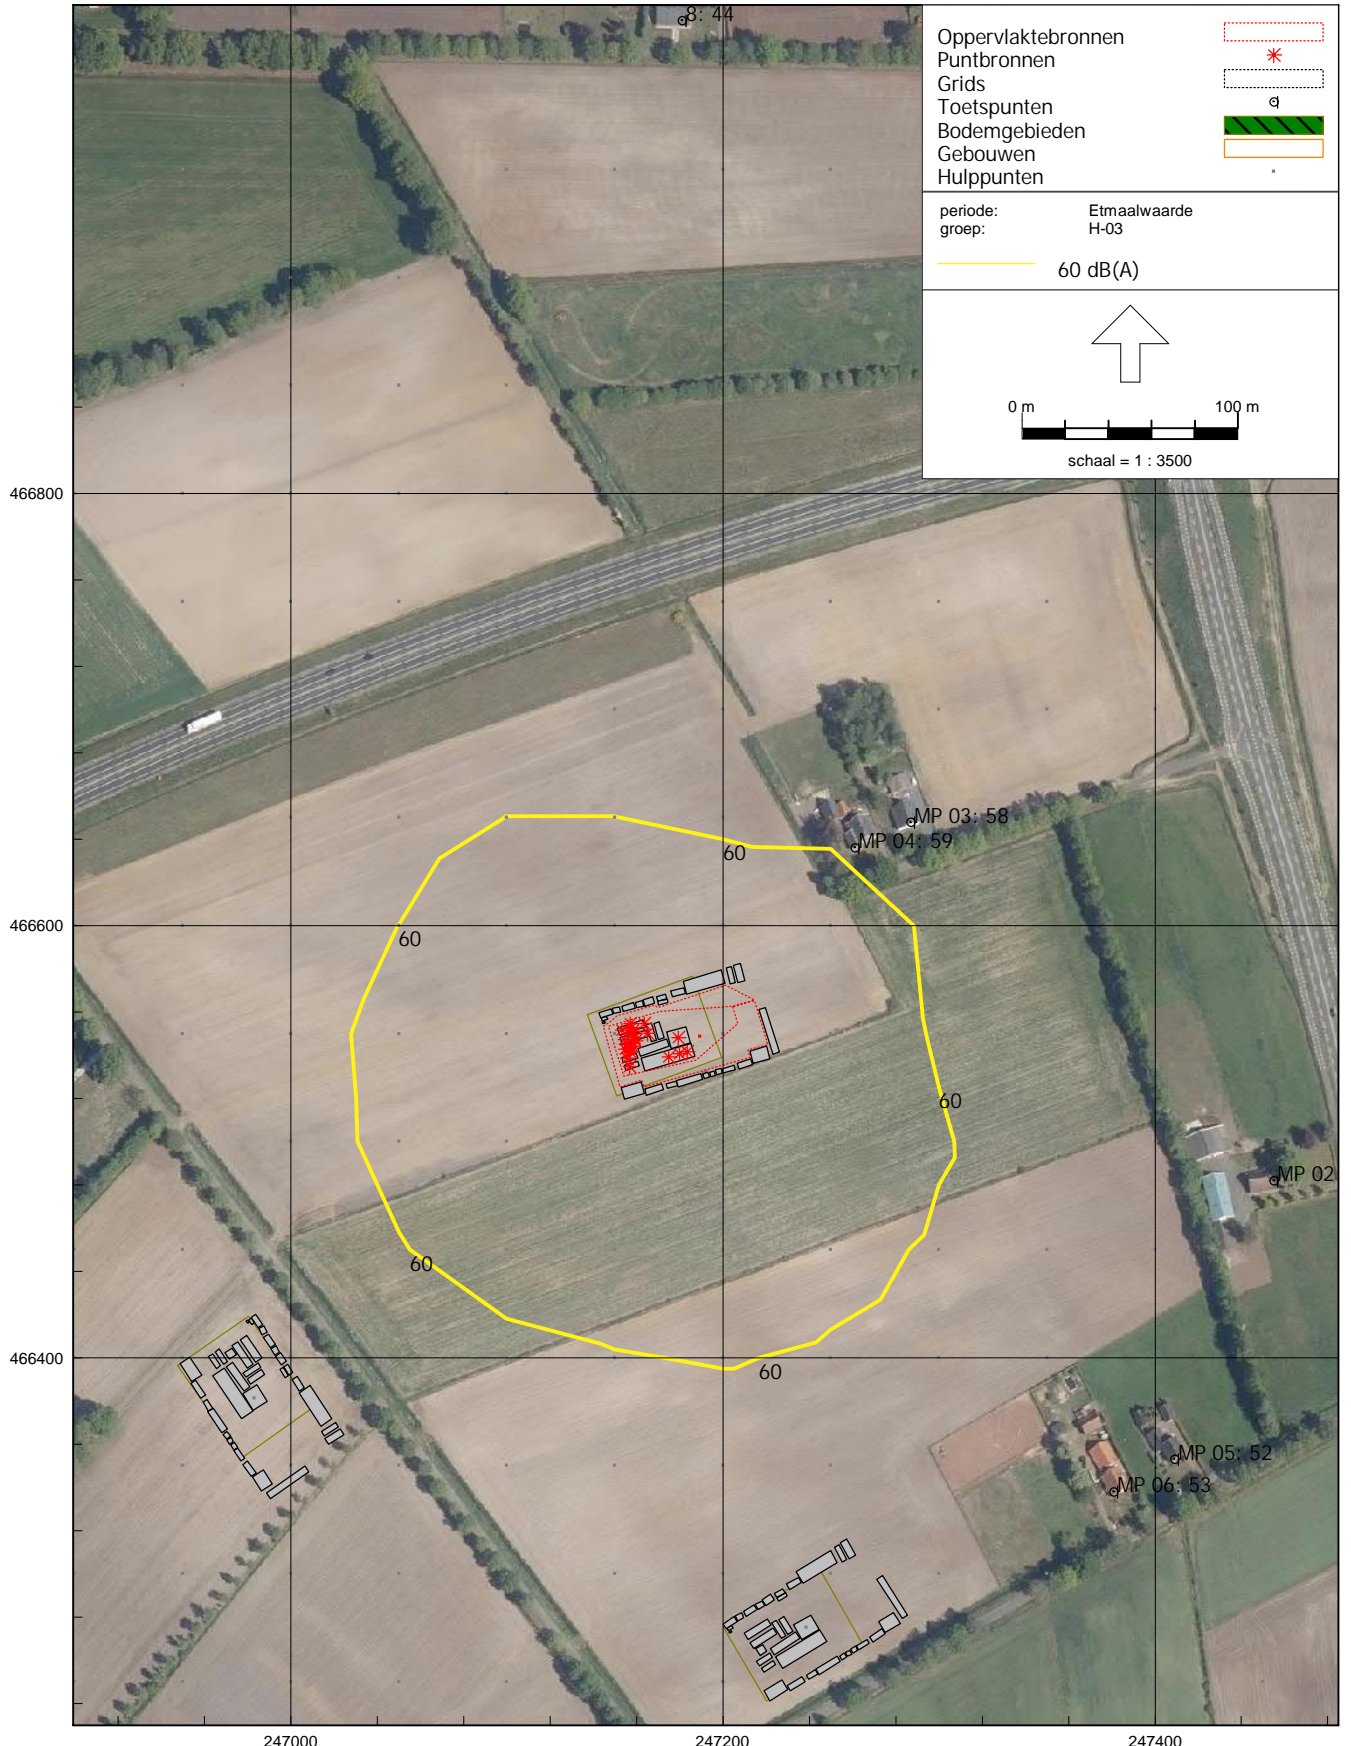 8: 44
Oppervlaktebronnen
Puntbronnen
Grids
Toetspunten
Bodemgebieden
Gebouwen
Hulppunten
periode: Etmaalwaarde
groep: H-03
60 dB(A)
0 m 100 m
schaal = 1 : 3500
466800
MP 03: 58
MP 04: 59
60
466600
60
60
MP 02
60
466400
60
MP 05: 52
MP 06: 53
247000 247200 247400